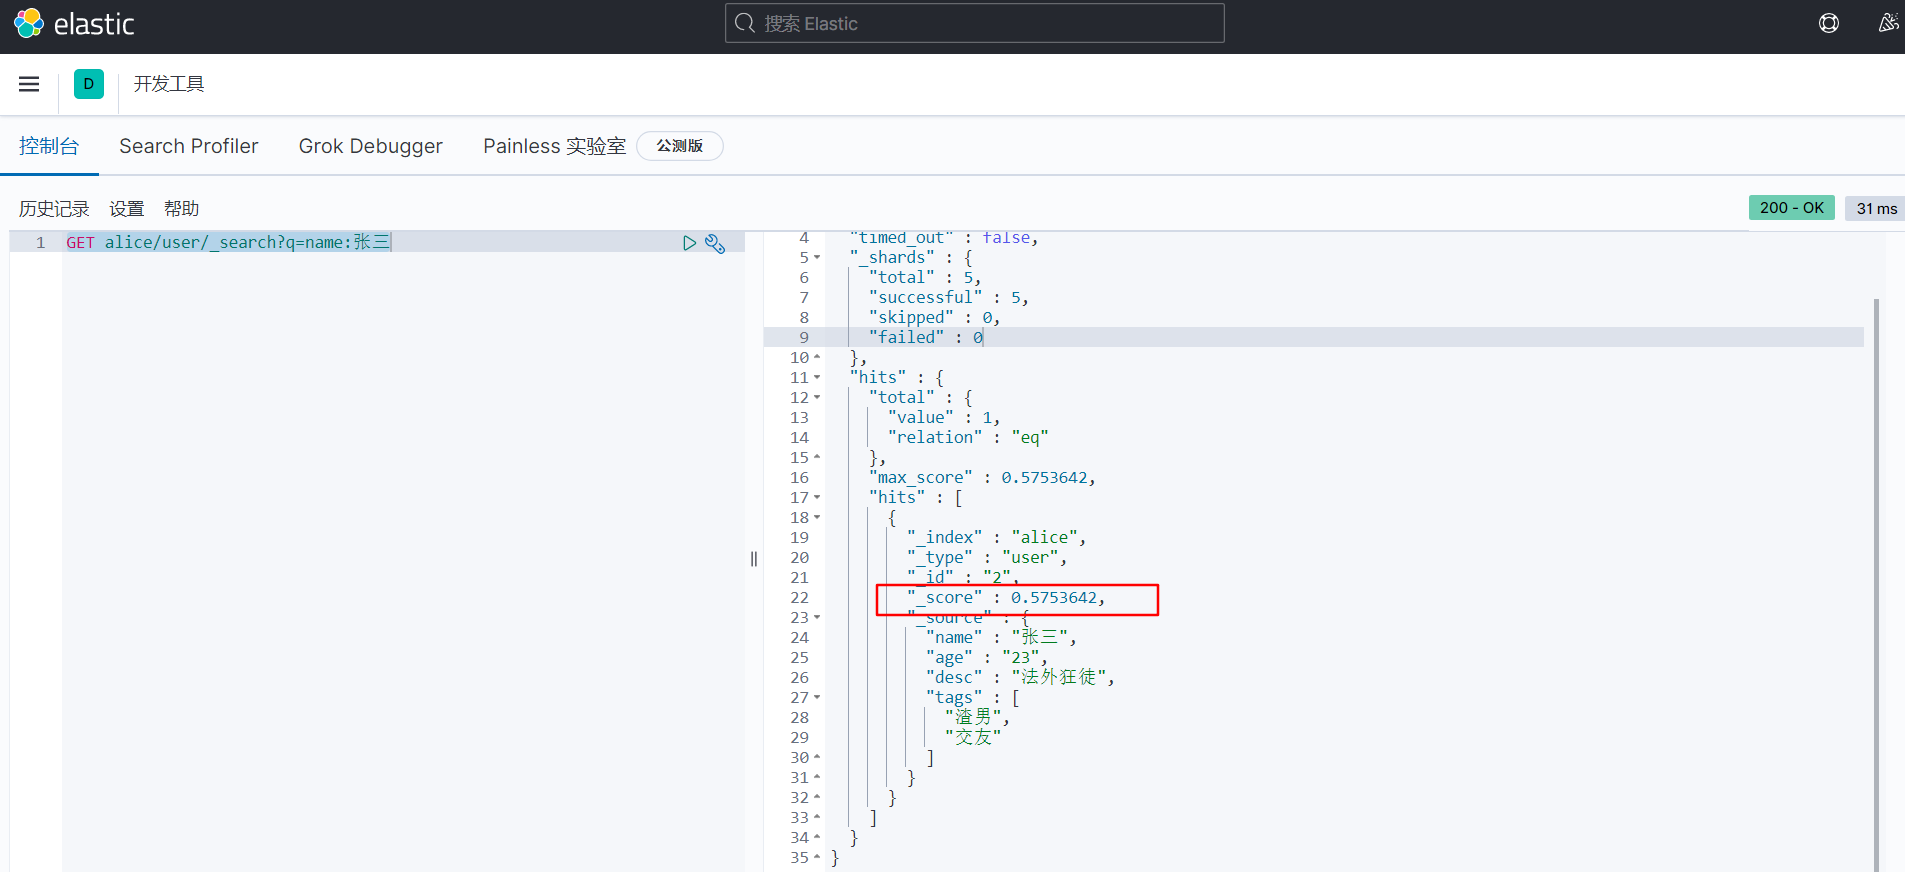 elastic
搜索 Elastic
D
开发工具
控制台 Search Profiler Grok Debugger Painless 实验室 公测版
历史记录 设置 帮助
200 - OK 31 ms
1 GET alice/user/_search?q=name:张三
4 "timed_out" : false,
5 "_shards" : {
6 "total" : 5,
7 "successful" : 5,
8 "skipped" : 0,
9 "failed" : 0
10 },
11 "hits" : {
12 "total" : {
13 "value" : 1,
14 "relation" : "eq"
15 },
16 "max_score" : 0.5753642,
17 "hits" : [
18 {
19 "_index" : "alice",
20 "_type" : "user",
21 "_id" : "2",
22 "_score" : 0.5753642,
23 "_source" : {
24 "name" : "张三",
25 "age" : "23",
26 "desc" : "法外狂徒",
27 "tags" : [
28 "渣男",
29 "交友"
30 ]
31 }
32 }
33 ]
34 }
35 }